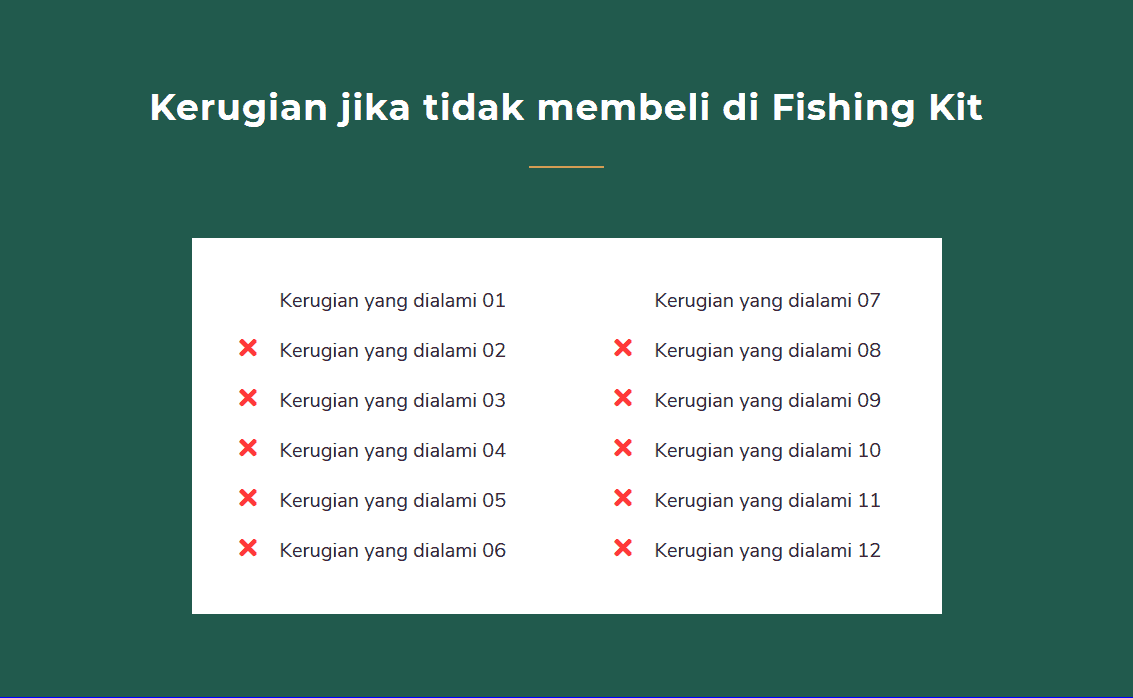 Kerugian jika tidak membeli di Fishing Kit
Kerugian yang dialami 01
Kerugian yang dialami 02
Kerugian yang dialami 03
Kerugian yang dialami 04
Kerugian yang dialami 05
Kerugian yang dialami 06
Kerugian yang dialami 07
Kerugian yang dialami 08
Kerugian yang dialami 09
Kerugian yang dialami 10
Kerugian yang dialami 11
Kerugian yang dialami 12